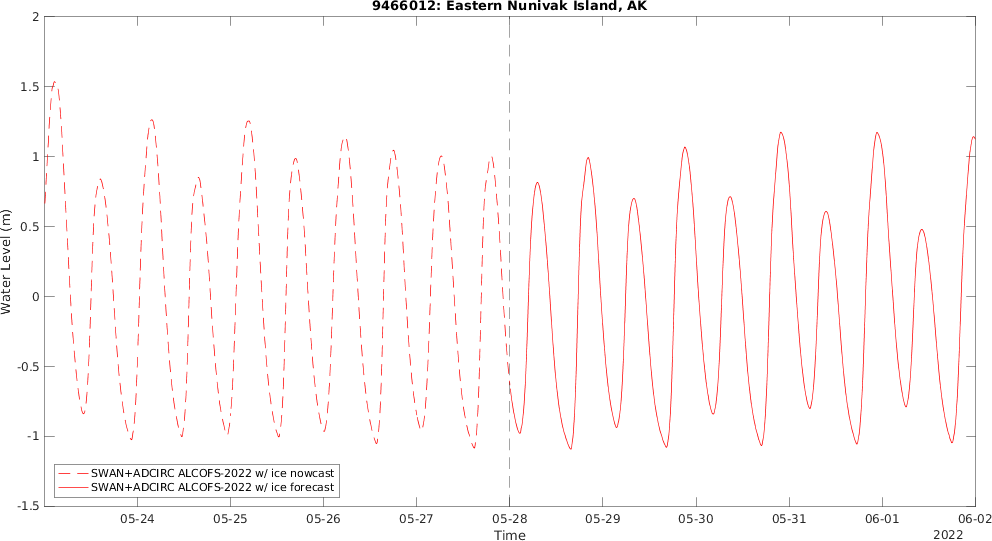 9466012: Eastern Nunivak Island, AK
2
1.5
1
0.5
0
-0.5
-1
-1.5
Water Level (m)
SWAN+ADCIRC ALCOFS-2022 w/ ice nowcast
SWAN+ADCIRC ALCOFS-2022 w/ ice forecast
05-24 05-25 05-26 05-27 05-28 05-29 05-30 05-31 06-01 06-02
Time
2022